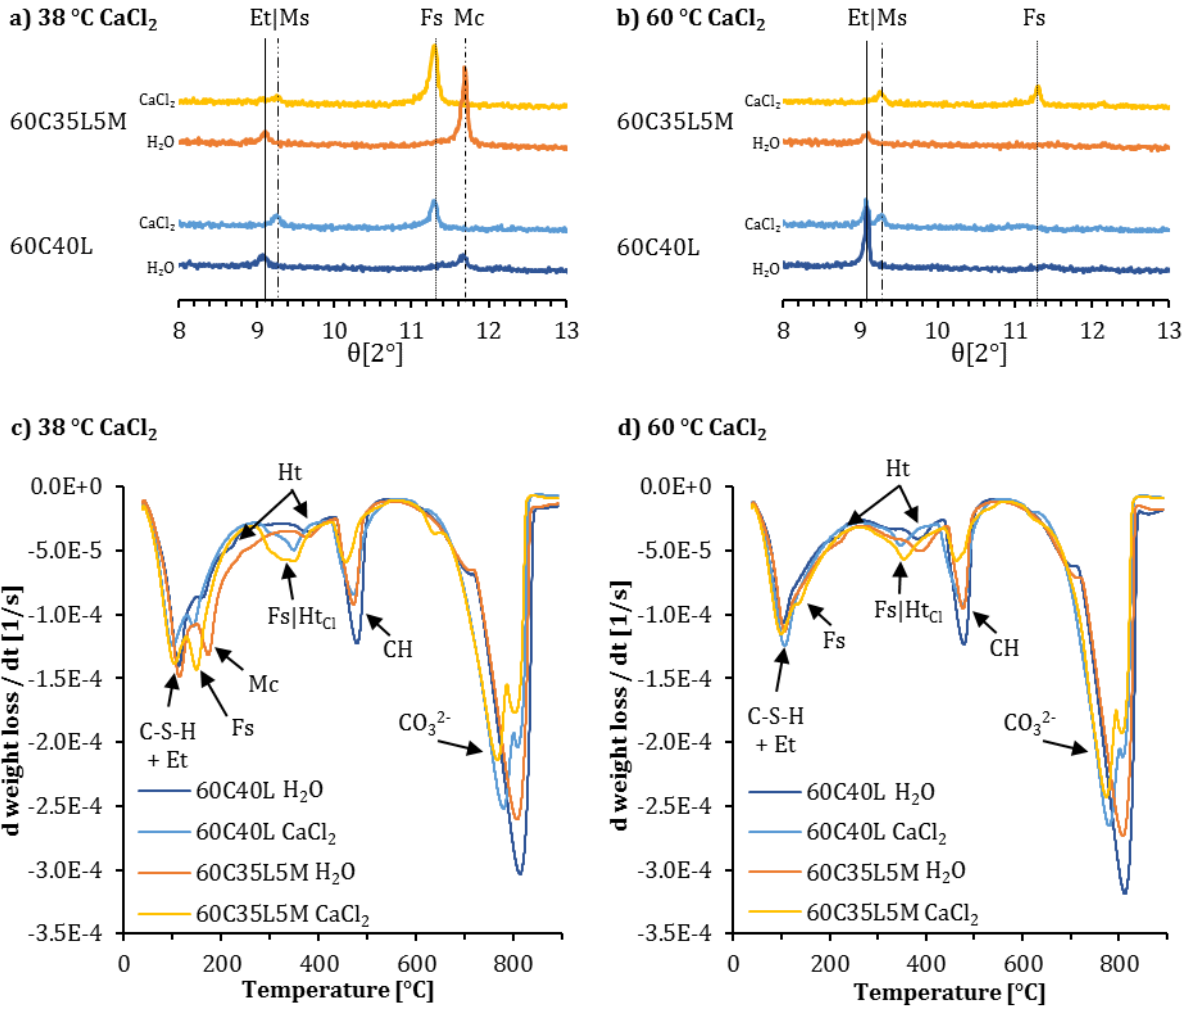 a) 38 °C CaCl₂
Et|Ms Fs Mc
CaCl₂
60C35L5M
H₂O
CaCl₂
60C40L
H₂O
8 9 10 11 12 13
θ[2°]
b) 60 °C CaCl₂
Et|Ms Fs
CaCl₂
60C35L5M
H₂O
CaCl₂
60C40L
H₂O
8 9 10 11 12 13
θ[2°]
c) 38 °C CaCl₂
d weight loss / dt [1/s]
0.0E+0
-5.0E-5
-1.0E-4
-1.5E-4
-2.0E-4
-2.5E-4
-3.0E-4
-3.5E-4
Ht
Fs|Ht_Cl
CH
Mc
Fs
C-S-H
+ Et
CO₃²⁻
60C40L H₂O
60C40L CaCl₂
60C35L5M H₂O
60C35L5M CaCl₂
0 200 400 600 800
Temperature [°C]
d) 60 °C CaCl₂
d weight loss / dt [1/s]
0.0E+0
-5.0E-5
-1.0E-4
-1.5E-4
-2.0E-4
-2.5E-4
-3.0E-4
-3.5E-4
Ht
Fs|Ht_Cl
Fs
CH
C-S-H
+ Et
CO₃²⁻
60C40L H₂O
60C40L CaCl₂
60C35L5M H₂O
60C35L5M CaCl₂
0 200 400 600 800
Temperature [°C]